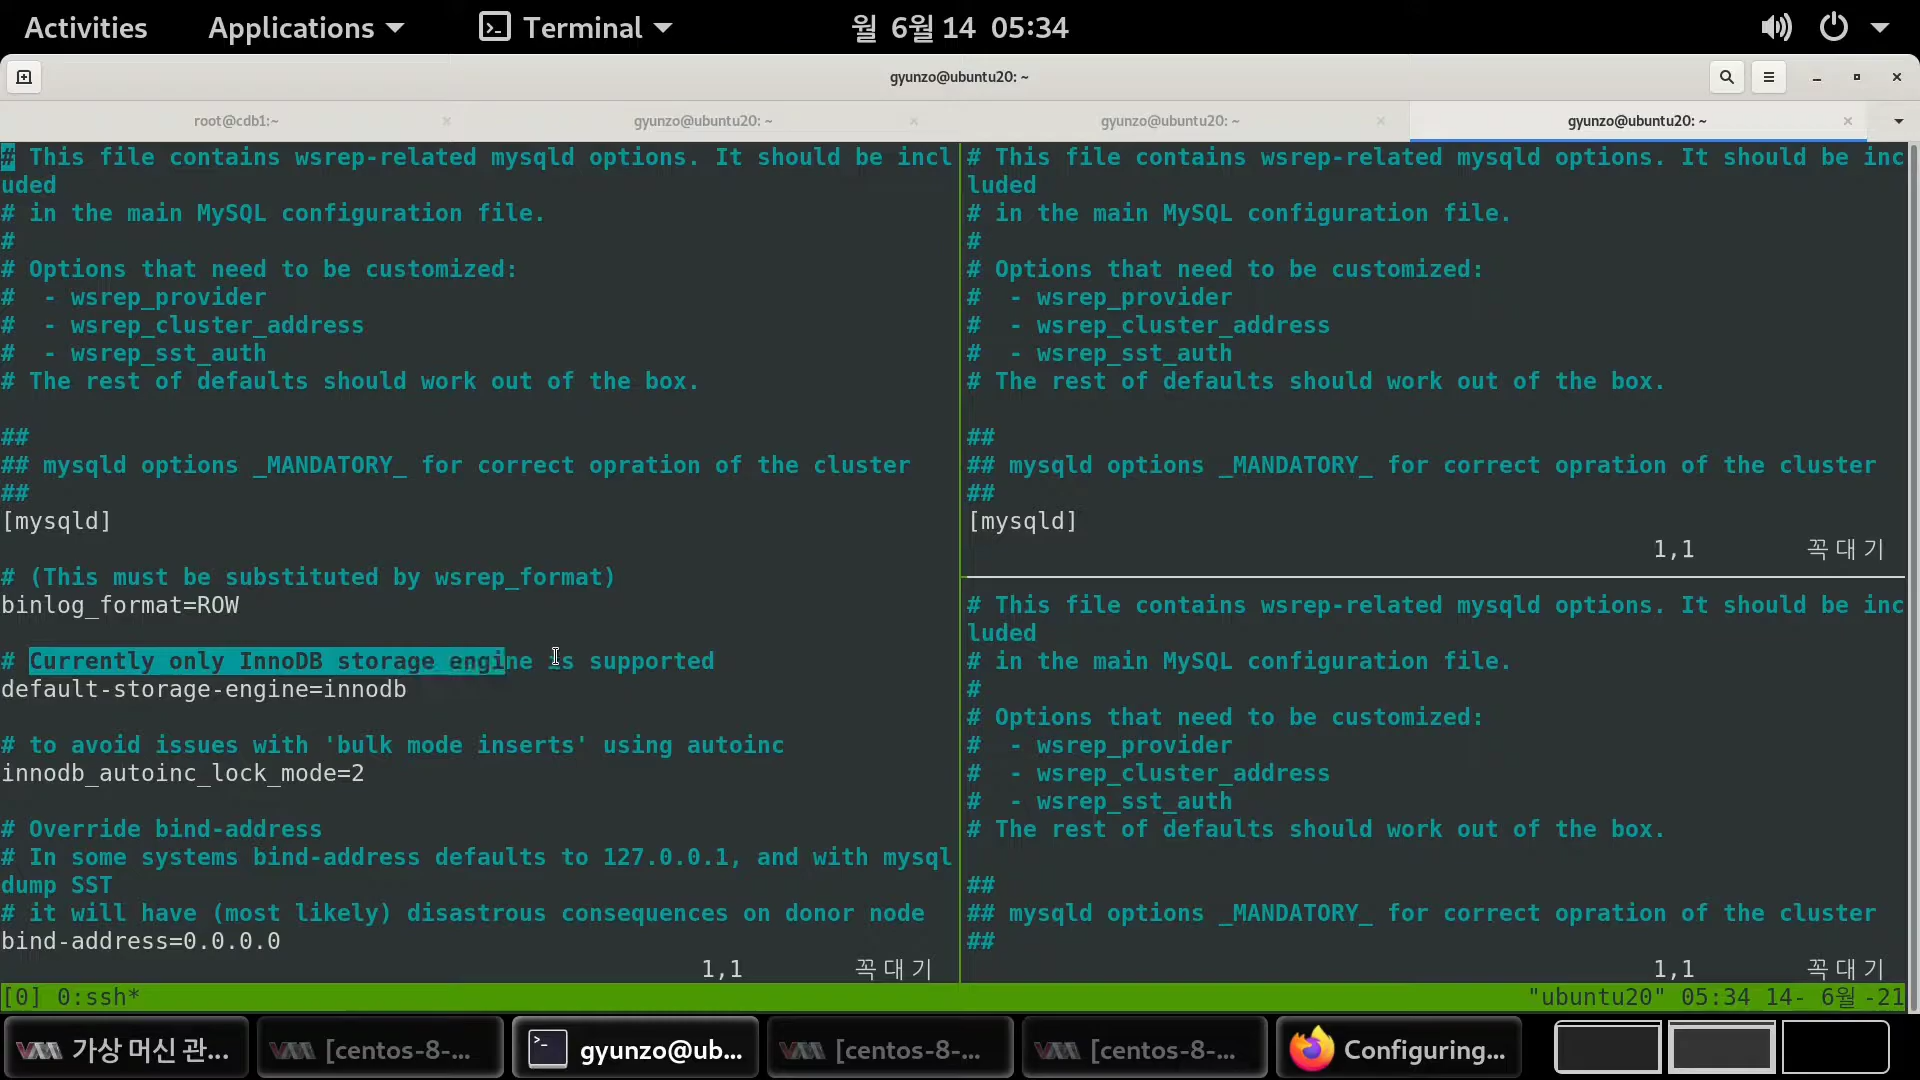 Activities Applications Terminal 월 6월 14 05:34
gyunzo@ubuntu20: ~
root@cdb1:~ gyunzo@ubuntu20: ~ gyunzo@ubuntu20: ~ gyunzo@ubuntu20: ~
# This file contains wsrep-related mysqld options. It should be incl
uded
# in the main MySQL configuration file.
#
# Options that need to be customized:
#  - wsrep_provider
#  - wsrep_cluster_address
#  - wsrep_sst_auth
# The rest of defaults should work out of the box.
##
## mysqld options _MANDATORY_ for correct opration of the cluster
##
[mysqld]
# (This must be substituted by wsrep_format)
binlog_format=ROW
# Currently only InnoDB storage engine is supported
default-storage-engine=innodb
# to avoid issues with 'bulk mode inserts' using autoinc
innodb_autoinc_lock_mode=2
# Override bind-address
# In some systems bind-address defaults to 127.0.0.1, and with mysql
dump SST
# it will have (most likely) disastrous consequences on donor node
bind-address=0.0.0.0
1,1 꼭대기
# This file contains wsrep-related mysqld options. It should be inc
luded
# in the main MySQL configuration file.
#
# Options that need to be customized:
#  - wsrep_provider
#  - wsrep_cluster_address
#  - wsrep_sst_auth
# The rest of defaults should work out of the box.
##
## mysqld options _MANDATORY_ for correct opration of the cluster
##
[mysqld]
1,1 꼭대기
# This file contains wsrep-related mysqld options. It should be inc
luded
# in the main MySQL configuration file.
#
# Options that need to be customized:
#  - wsrep_provider
#  - wsrep_cluster_address
#  - wsrep_sst_auth
# The rest of defaults should work out of the box.
##
## mysqld options _MANDATORY_ for correct opration of the cluster
##
1,1 꼭대기
[0] 0:ssh* "ubuntu20" 05:34 14- 6월 -21
가상 머신 관... [centos-8-... gyunzo@ub... [centos-8-... [centos-8-... Configuring...